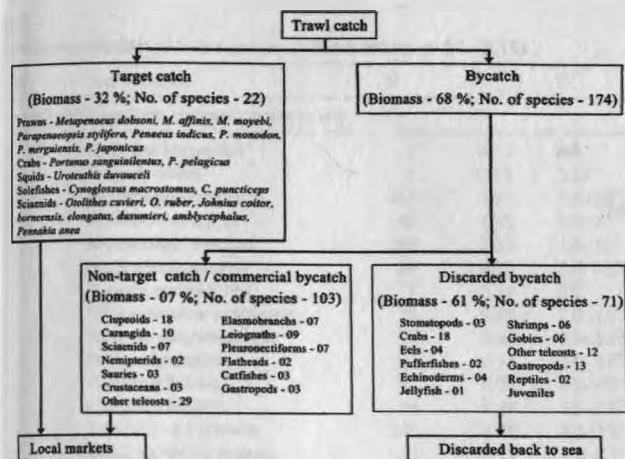 Trawl catch
Target catch
(Biomass - 32 %; No. of species - 22)
Prawns - Metapenaeus dobsoni, M. affinis, M. moyebi,
Parapenaeopsis stylifera, Penaeus indicus, P. monodon,
P. merguiensis, P. japonicus
Crabs - Portunus sanguinilentus, P. pelagicus
Squids - Uroteuthis duvauceli
Solefishes - Cynoglossus macrostomus, C. puncticeps
Sciaenids - Otolithes cuvieri, O. ruber, Johnius coitor,
borneensis, elongatus, dusumieri, amblycephalus,
Pennahia anea
Bycatch
(Biomass - 68 %; No. of species - 174)
Non-target catch / commercial bycatch
(Biomass - 07 %; No. of species - 103)
Clupeoids - 18
Carangids - 10
Sciaenids - 07
Nemipterids - 02
Sauries - 03
Crustaceans - 03
Other teleosts - 29
Elasmobranchs - 07
Leiognaths - 09
Pleuronectiforms - 07
Flatheads - 02
Catfishes - 03
Gastropods - 03
Discarded bycatch
(Biomass - 61 %; No. of species - 71)
Stomatopods - 03
Crabs - 18
Eels - 04
Pufferfishes - 02
Echinoderms - 04
Jellyfish - 01
Shrimps - 06
Gobies - 06
Other teleosts - 12
Gastropods - 13
Reptiles - 02
Juveniles
Local markets
Discarded back to sea